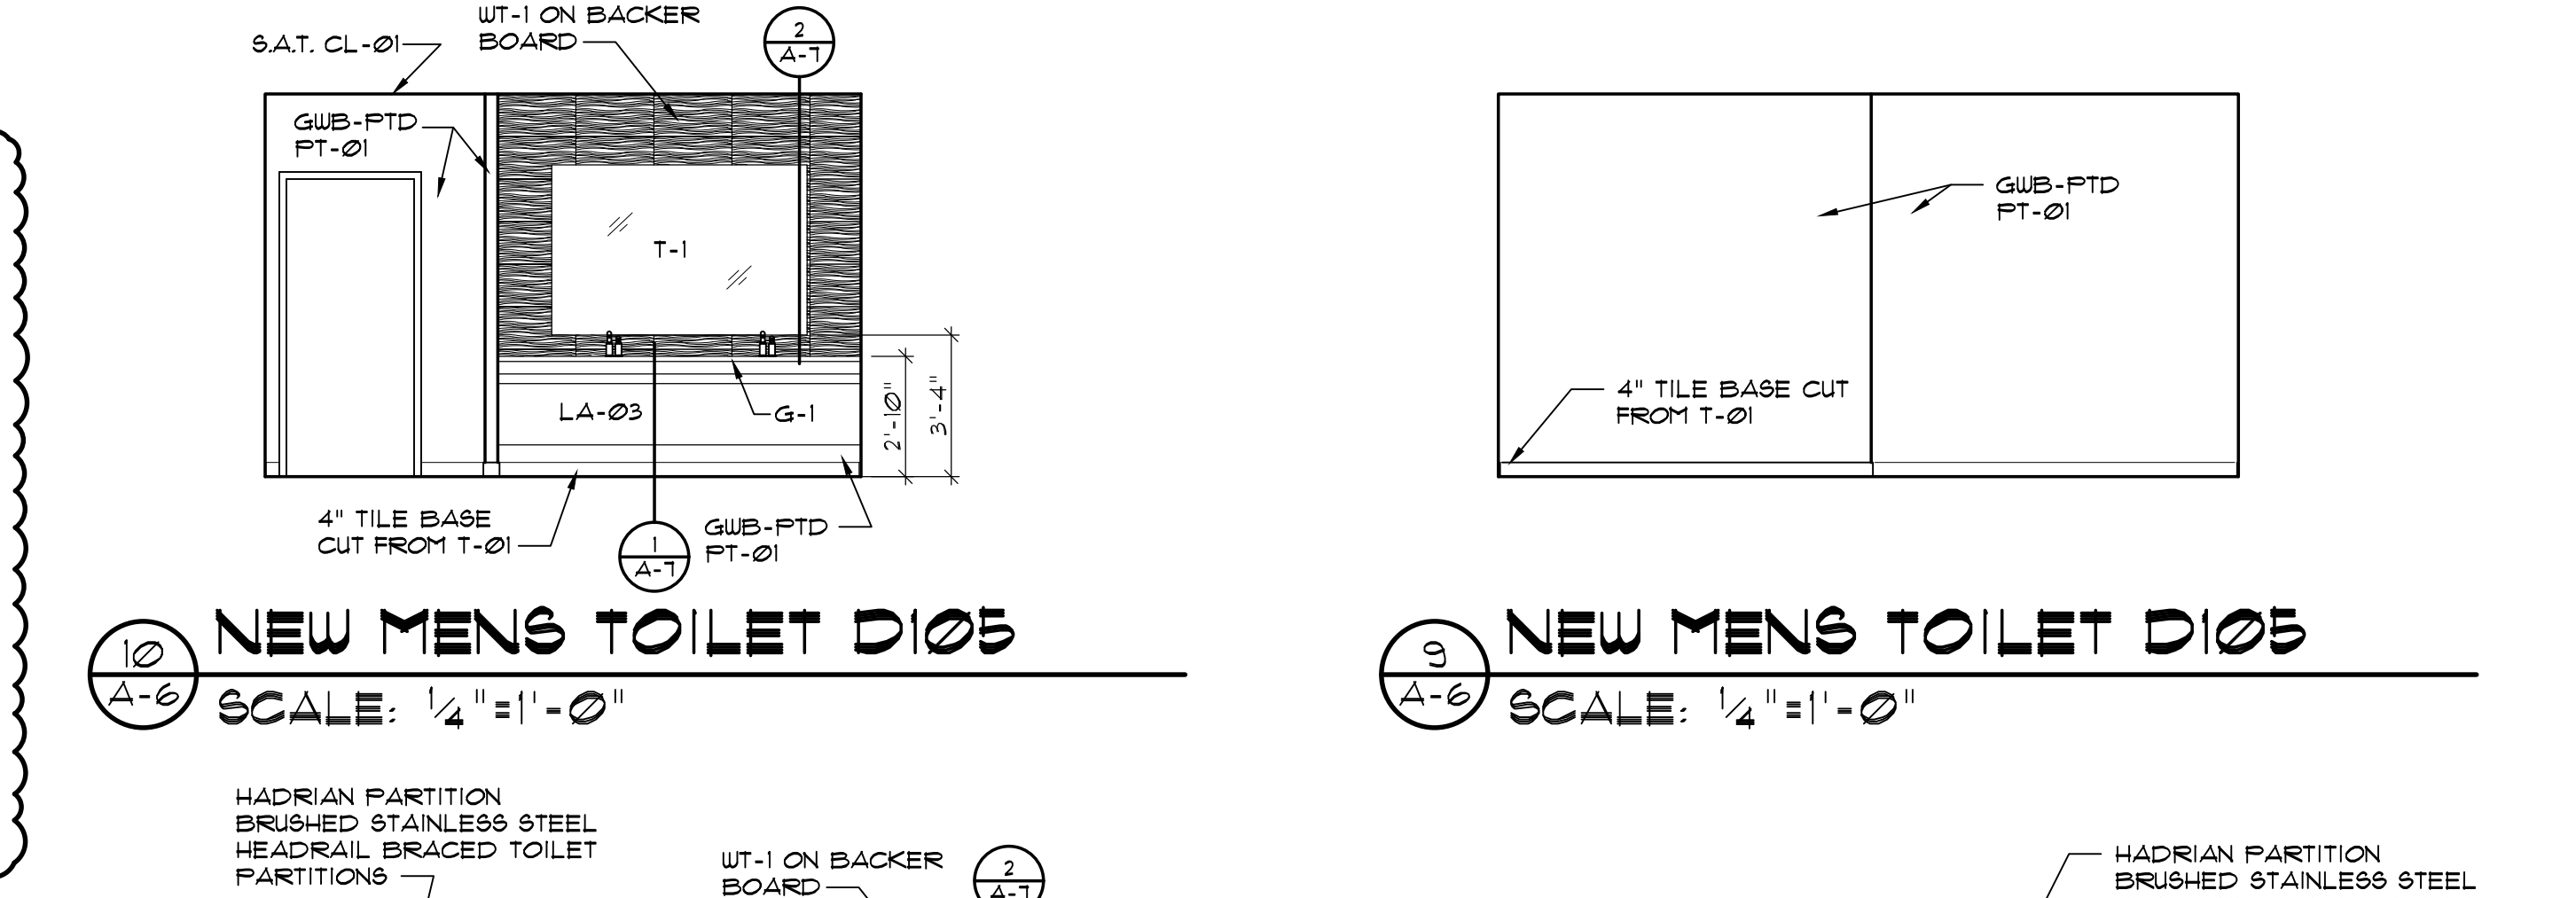 WT-1 ON BACKER
BOARD
S.A.T. CL-Ø1
2
A-7
GWB-PTD
PT-Ø1
T-1
LA-Ø3
G-1
2'-1Ø"
3'-4"
4" TILE BASE
CUT FROM T-Ø1
1
A-7
GWB-PTD
PT-Ø1
1Ø
A-6
NEW MENS TOILET D1Ø5
SCALE: 1/4"=1'-Ø"
GWB-PTD
PT-Ø1
4" TILE BASE CUT
FROM T-Ø1
9
A-6
NEW MENS TOILET D1Ø5
SCALE: 1/4"=1'-Ø"
HADRIAN PARTITION
BRUSHED STAINLESS STEEL
HEADRAIL BRACED TOILET
PARTITIONS
WT-1 ON BACKER
BOARD
2
A-7
HADRIAN PARTITION
BRUSHED STAINLESS STEEL